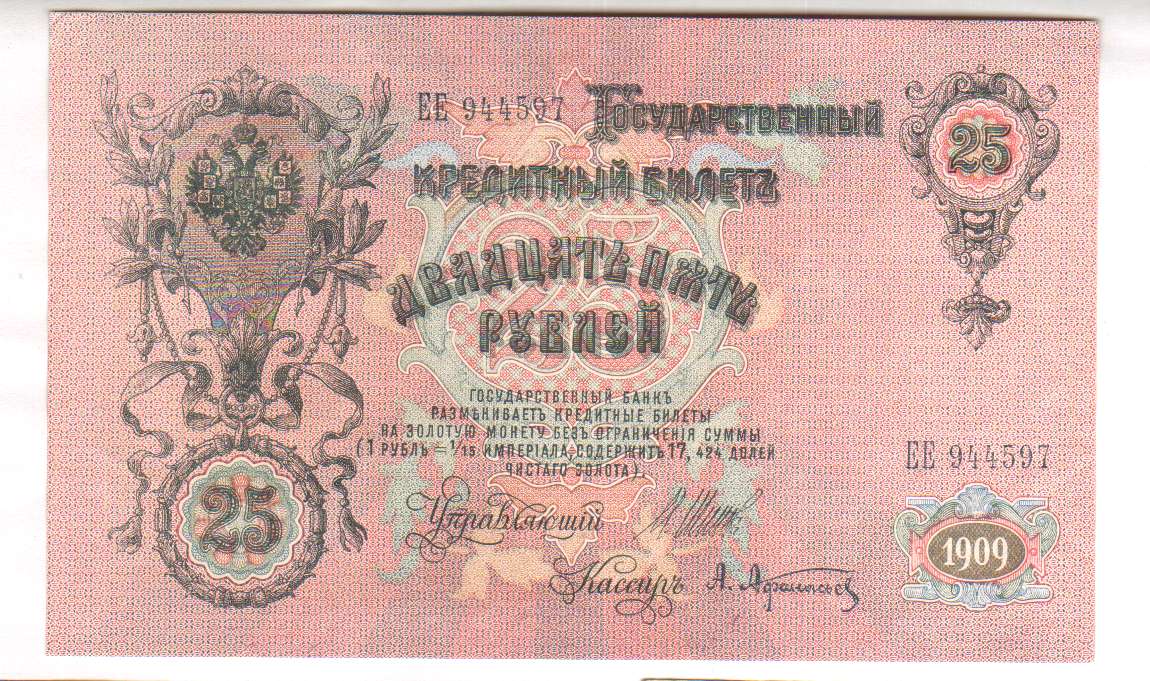 ЕЕ 944597
Государственный
Кредитный Билетъ
25
Двадцать пять
рублей
Государственный Банкъ
размѣниваетъ кредитные билеты
на золотую монету безъ ограниченія суммы
(1 рубль = 1/15 имперіала, содержитъ 17,424 долей
чистаго золота).
ЕЕ 944597
25
Управляющій
1909
Кассиръ А. Афанасьев